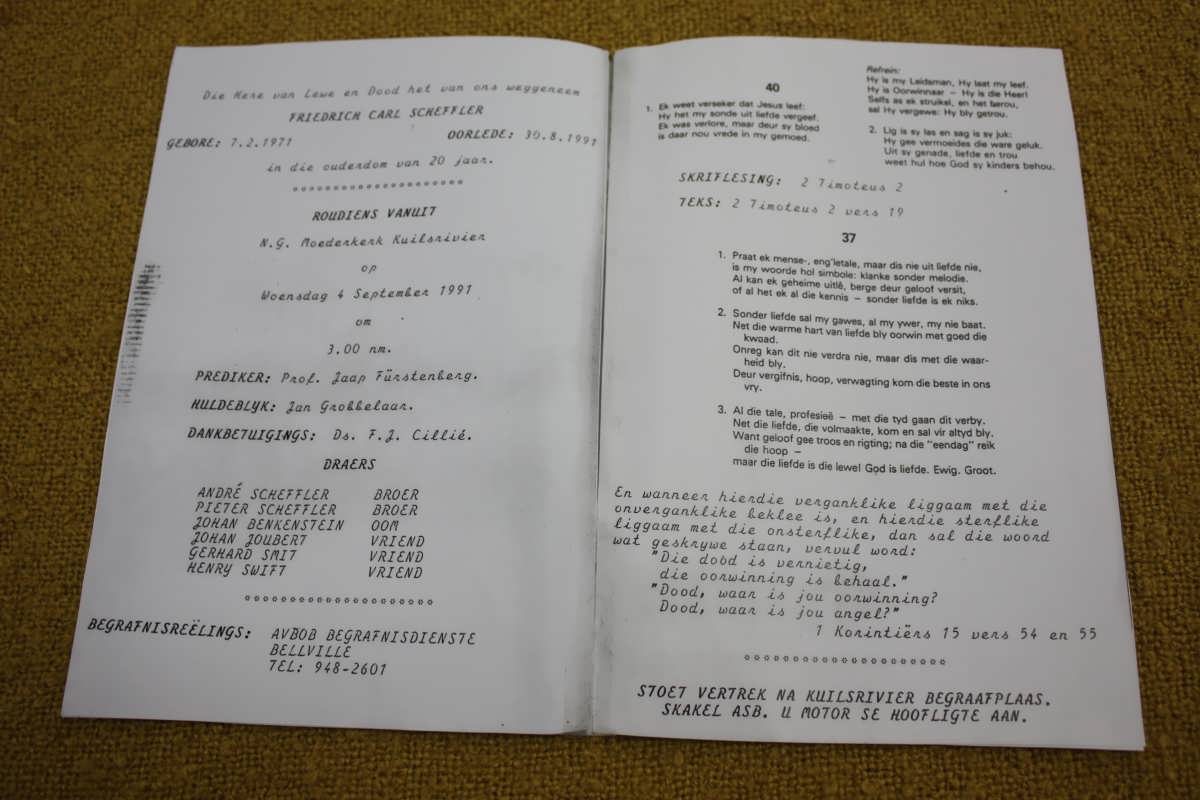 Die Here van Lewe en Dood het van ons weggeneem
FRIEDRICH CARL SCHEFFLER
GEBORE: 7.2.1971 OORLEDE: 30.8.1991
in die ouderdom van 20 jaar.
********************
ROUDIENS VANUIT
N.G. Moederkerk Kuilsrivier
op
Woensdag 4 September 1991
om
3.00 nm.
PREDIKER: Prof. Jaap Fürstenberg.
HULDEBLYK: Jan Grobbelaar.
DANKBETUIGINGS: Ds. F.J. Cillié.
DRAERS
ANDRÉ SCHEFFLER BROER
PIETER SCHEFFLER BROER
JOHAN BENKENSTEIN OOM
JOHAN JOUBERT VRIEND
GERHARD SMIT VRIEND
HENRY SWIFT VRIEND
**********************
BEGRAFNISREËLINGS: AVBOB BEGRAFNISDIENSTE
BELLVILLE
TEL: 948-2601
40
1. Ek weet verseker dat Jesus leef:
Hy het my sonde uit liefde vergeef.
Ek was verlore, maar deur sy bloed
is daar nou vrede in my gemoed.
Refrein:
Hy is my Leidsman, Hy laat my leef.
Hy is Oorwinnaar – Hy is die Heer!
Selfs as ek struikel, en het berou,
sal Hy vergewe: Hy bly getrou.
2. Lig is sy las en sag is sy juk:
Hy gee vermoeides die ware geluk.
Uit sy genade, liefde en trou
weet hul hoe God sy kinders behou.
SKRIFLESING: 2 Timoteus 2
TEKS: 2 Timoteus 2 vers 19
37
1. Praat ek mense-, eng'letale, maar dis nie uit liefde nie,
is my woorde hol simbole: klanke sonder melodie.
Al kan ek geheime uitlê, berge deur geloof versit,
of al het ek al die kennis – sonder liefde is ek niks.
2. Sonder liefde sal my gawes, al my ywer, my nie baat.
Net die warme hart van liefde bly oorwin met goed die
kwaad.
Onreg kan dit nie verdra nie, maar dis met die waar-
heid bly.
Deur vergifnis, hoop, verwagting kom die beste in ons
vry.
3. Al die tale, profesieë – met die tyd gaan dit verby.
Net die liefde, die volmaakte, kom en sal vir altyd bly.
Want geloof gee troos en rigting; na die "eendag" reik
die hoop –
maar die liefde is die lewe! God is liefde. Ewig. Groot.
En wanneer hierdie verganklike liggaam met die
onverganklike beklee is, en hierdie sterflike
liggaam met die onsterflike, dan sal die woord
wat geskrywe staan, vervul word:
"Die dood is vernietig,
die oorwinning is behaal."
"Dood, waar is jou oorwinning?
Dood, waar is jou angel?"
1 Korintiërs 15 vers 54 en 55
**********************
STOET VERTREK NA KUILSRIVIER BEGRAAFPLAAS.
SKAKEL ASB. U MOTOR SE HOOFLIGTE AAN.